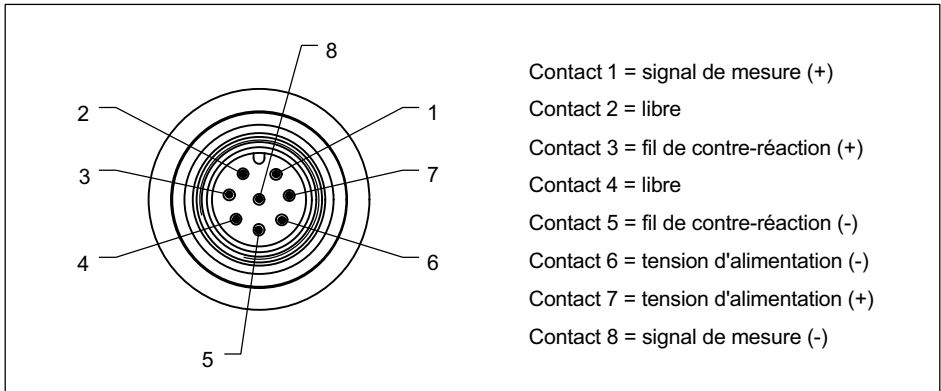 8
2
1
3
7
4
6
5
Contact 1 = signal de mesure (+)
Contact 2 = libre
Contact 3 = fil de contre-réaction (+)
Contact 4 = libre
Contact 5 = fil de contre-réaction (-)
Contact 6 = tension d'alimentation (-)
Contact 7 = tension d'alimentation (+)
Contact 8 = signal de mesure (-)